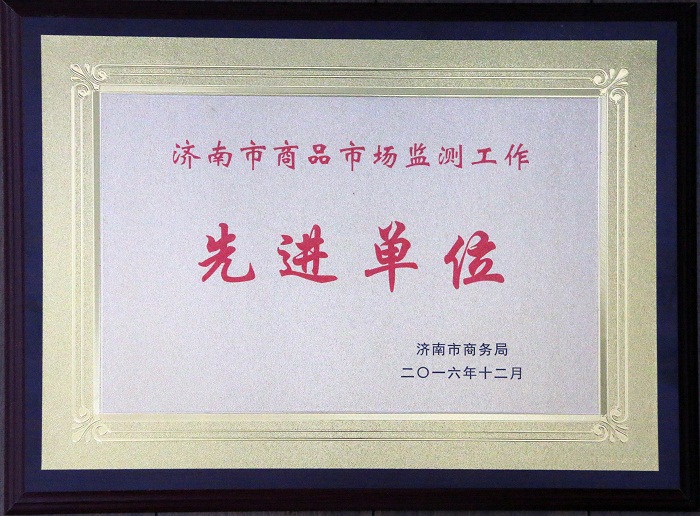 济南市商品市场监测工作
先进单位
济南市商务局
二〇一六年十二月